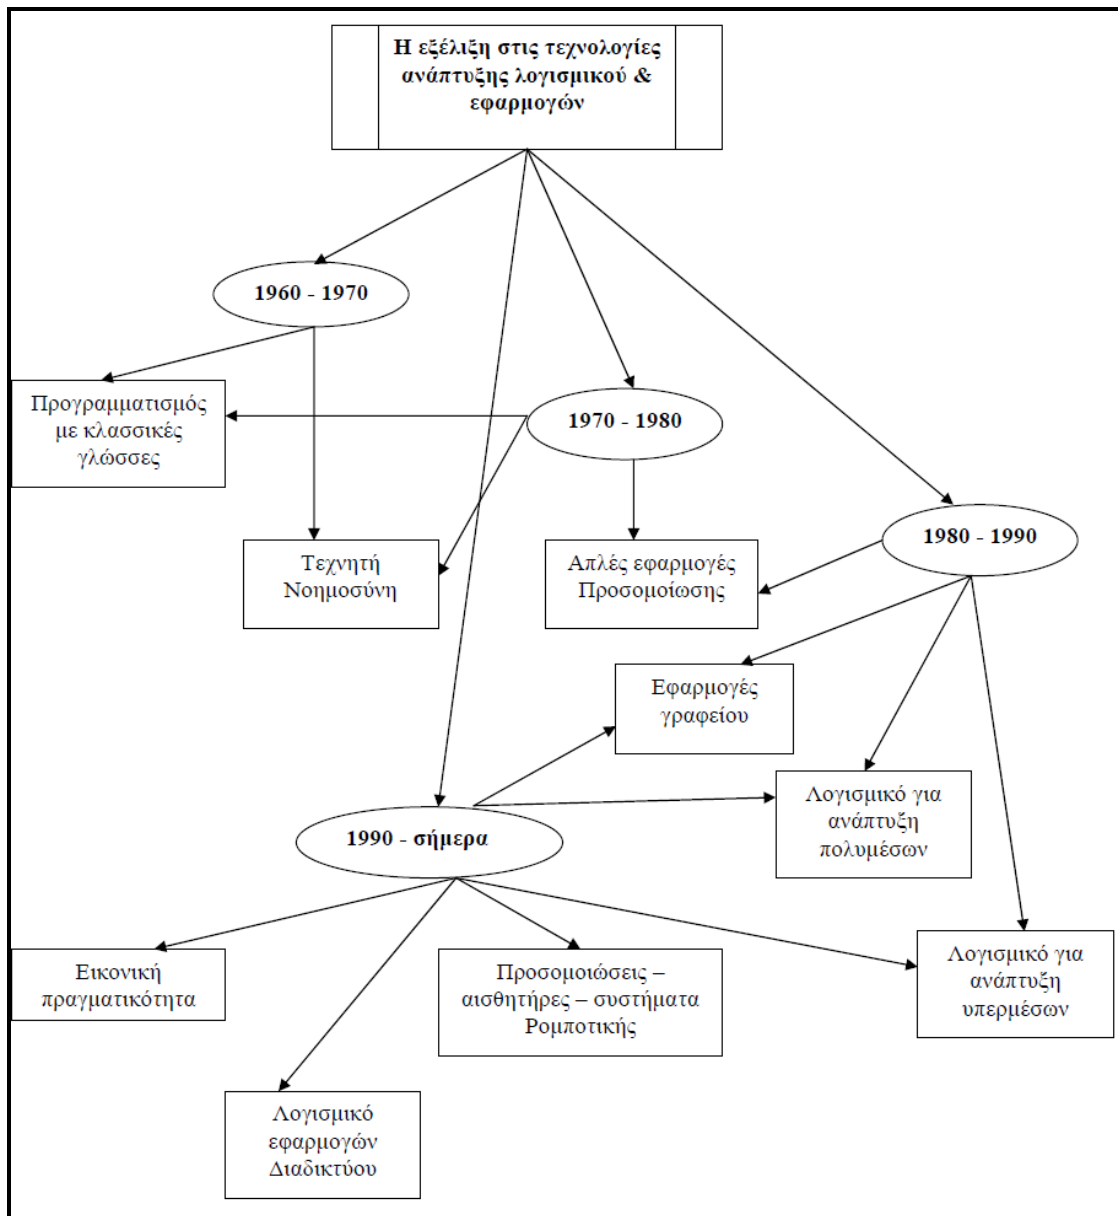 Η εξέλιξη στις τεχνολογίες
ανάπτυξης λογισμικού &
εφαρμογών
1960 - 1970
Προγραμματισμός
με κλασσικές
γλώσσες
1970 - 1980
1980 - 1990
Τεχνητή
Νοημοσύνη
Απλές εφαρμογές
Προσομοίωσης
Εφαρμογές
γραφείου
Λογισμικό για
ανάπτυξη
πολυμέσων
1990 - σήμερα
Εικονική
πραγματικότητα
Προσομοιώσεις –
αισθητήρες – συστήματα
Ρομποτικής
Λογισμικό για
ανάπτυξη
υπερμέσων
Λογισμικό
εφαρμογών
Διαδικτύου